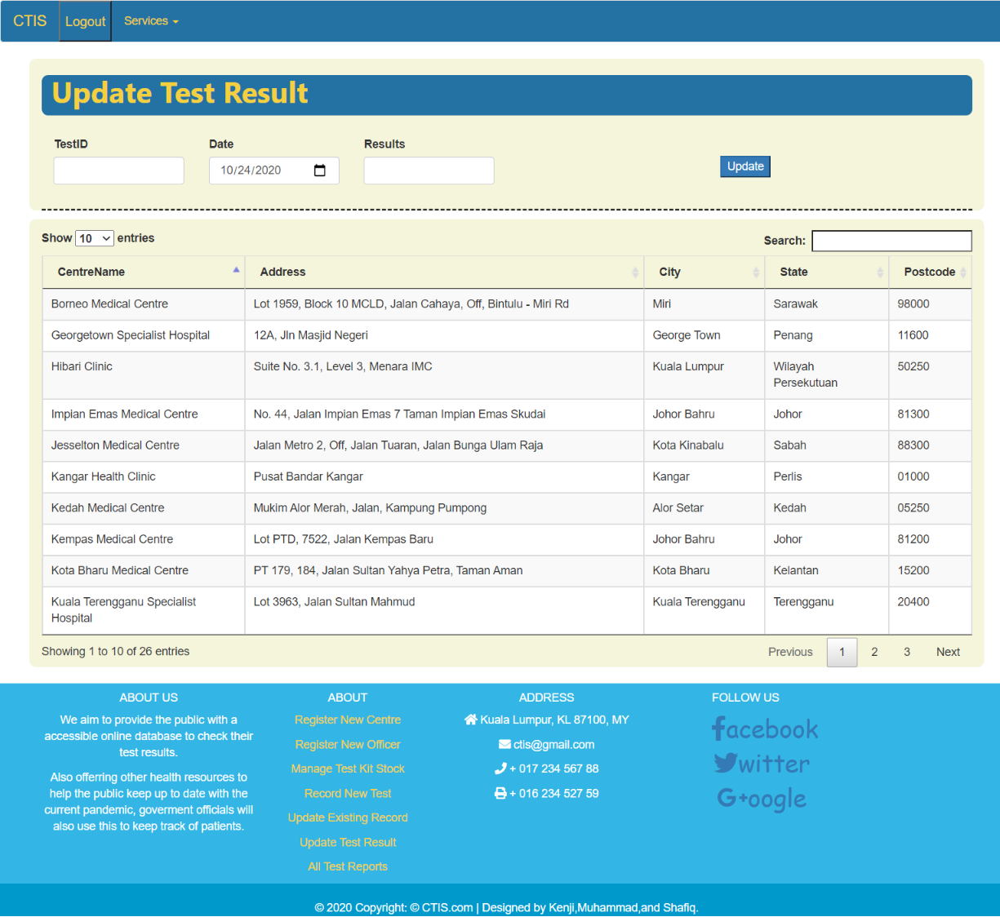 CTIS Logout Services
Update Test Result
TestID Date Results
10/24/2020 Update
Show 10 entries Search:
CentreName Address City State Postcode
Borneo Medical Centre Lot 1959, Block 10 MCLD, Jalan Cahaya, Off, Bintulu - Miri Rd Miri Sarawak 98000
Georgetown Specialist Hospital 12A, Jln Masjid Negeri George Town Penang 11600
Hibari Clinic Suite No. 3.1, Level 3, Menara IMC Kuala Lumpur Wilayah 50250
Persekutuan
Impian Emas Medical Centre No. 44, Jalan Impian Emas 7 Taman Impian Emas Skudai Johor Bahru Johor 81300
Jesselton Medical Centre Jalan Metro 2, Off, Jalan Tuaran, Jalan Bunga Ulam Raja Kota Kinabalu Sabah 88300
Kangar Health Clinic Pusat Bandar Kangar Kangar Perlis 01000
Kedah Medical Centre Mukim Alor Merah, Jalan, Kampung Pumpong Alor Setar Kedah 05250
Kempas Medical Centre Lot PTD, 7522, Jalan Kempas Baru Johor Bahru Johor 81200
Kota Bharu Medical Centre PT 179, 184, Jalan Sultan Yahya Petra, Taman Aman Kota Bharu Kelantan 15200
Kuala Terengganu Specialist Lot 3963, Jalan Sultan Mahmud Kuala Terengganu Terengganu 20400
Hospital
Showing 1 to 10 of 26 entries Previous 1 2 3 Next
ABOUT US
We aim to provide the public with a
accessible online database to check their
test results.
Also offerring other health resources to
help the public keep up to date with the
current pandemic, goverment officials will
also use this to keep track of patients.
ABOUT
Register New Centre
Register New Officer
Manage Test Kit Stock
Record New Test
Update Existing Record
Update Test Result
All Test Reports
ADDRESS
Kuala Lumpur, KL 87100, MY
ctis@gmail.com
+ 017 234 567 88
+ 016 234 527 59
FOLLOW US
facebook
witter
G+oogle
© 2020 Copyright: © CTIS.com | Designed by Kenji,Muhammad,and Shafiq.